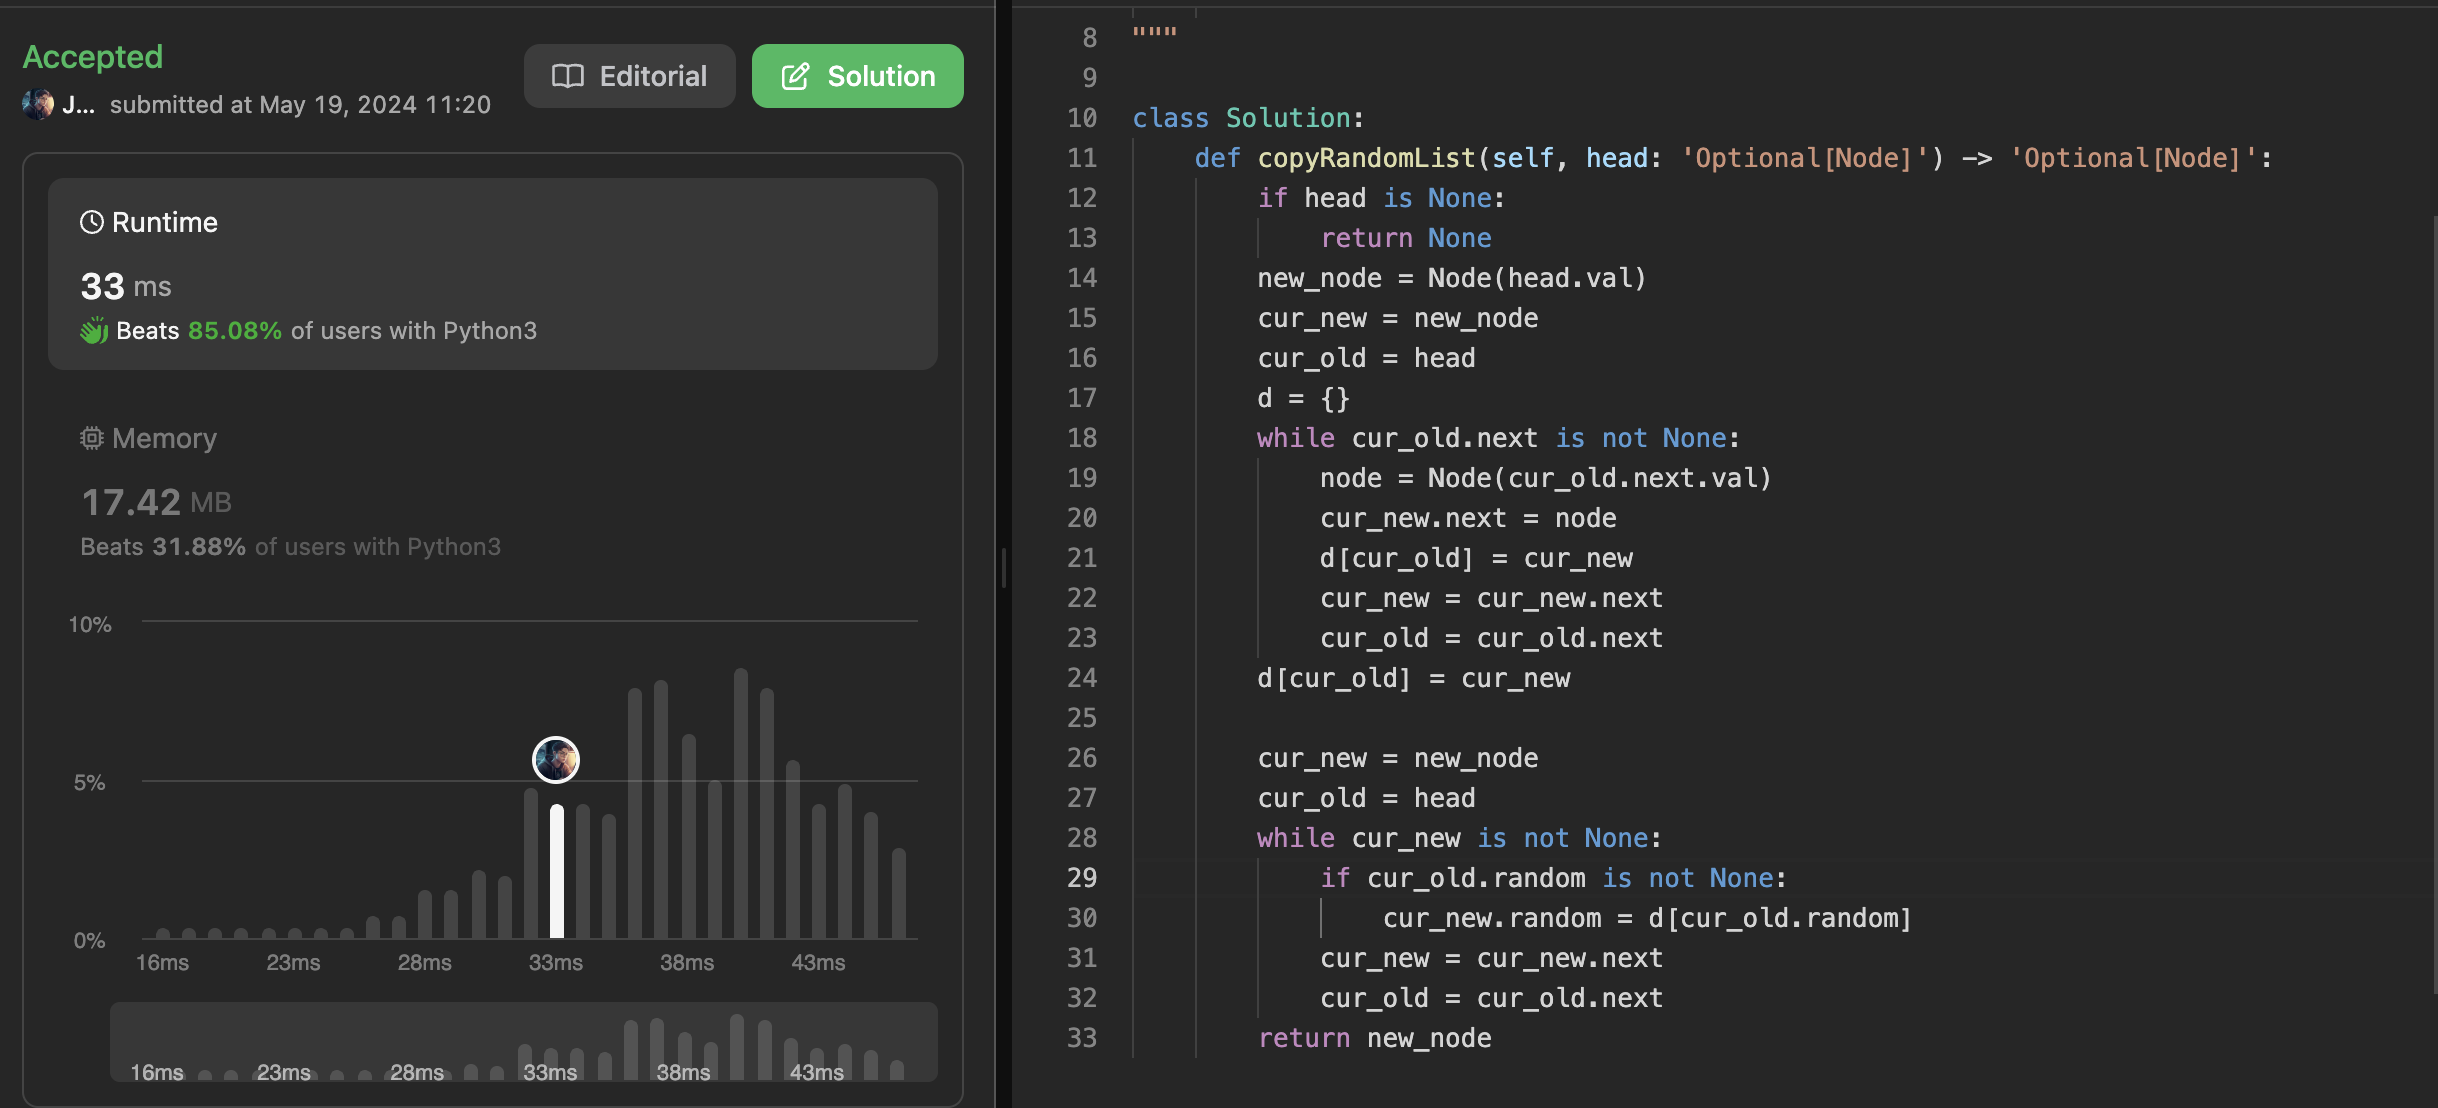 Accepted
J... submitted at May 19, 2024 11:20
Editorial
Solution
Runtime
33 ms
Beats 85.08% of users with Python3
Memory
17.42 MB
Beats 31.88% of users with Python3
10%
5%
0%
16ms 23ms 28ms 33ms 38ms 43ms
16ms 23ms 28ms 33ms 38ms 43ms
8 """
9
10 class Solution:
11     def copyRandomList(self, head: 'Optional[Node]') -> 'Optional[Node]':
12         if head is None:
13             return None
14         new_node = Node(head.val)
15         cur_new = new_node
16         cur_old = head
17         d = {}
18         while cur_old.next is not None:
19             node = Node(cur_old.next.val)
20             cur_new.next = node
21             d[cur_old] = cur_new
22             cur_new = cur_new.next
23             cur_old = cur_old.next
24         d[cur_old] = cur_new
25
26         cur_new = new_node
27         cur_old = head
28         while cur_new is not None:
29             if cur_old.random is not None:
30                 cur_new.random = d[cur_old.random]
31             cur_new = cur_new.next
32             cur_old = cur_old.next
33         return new_node